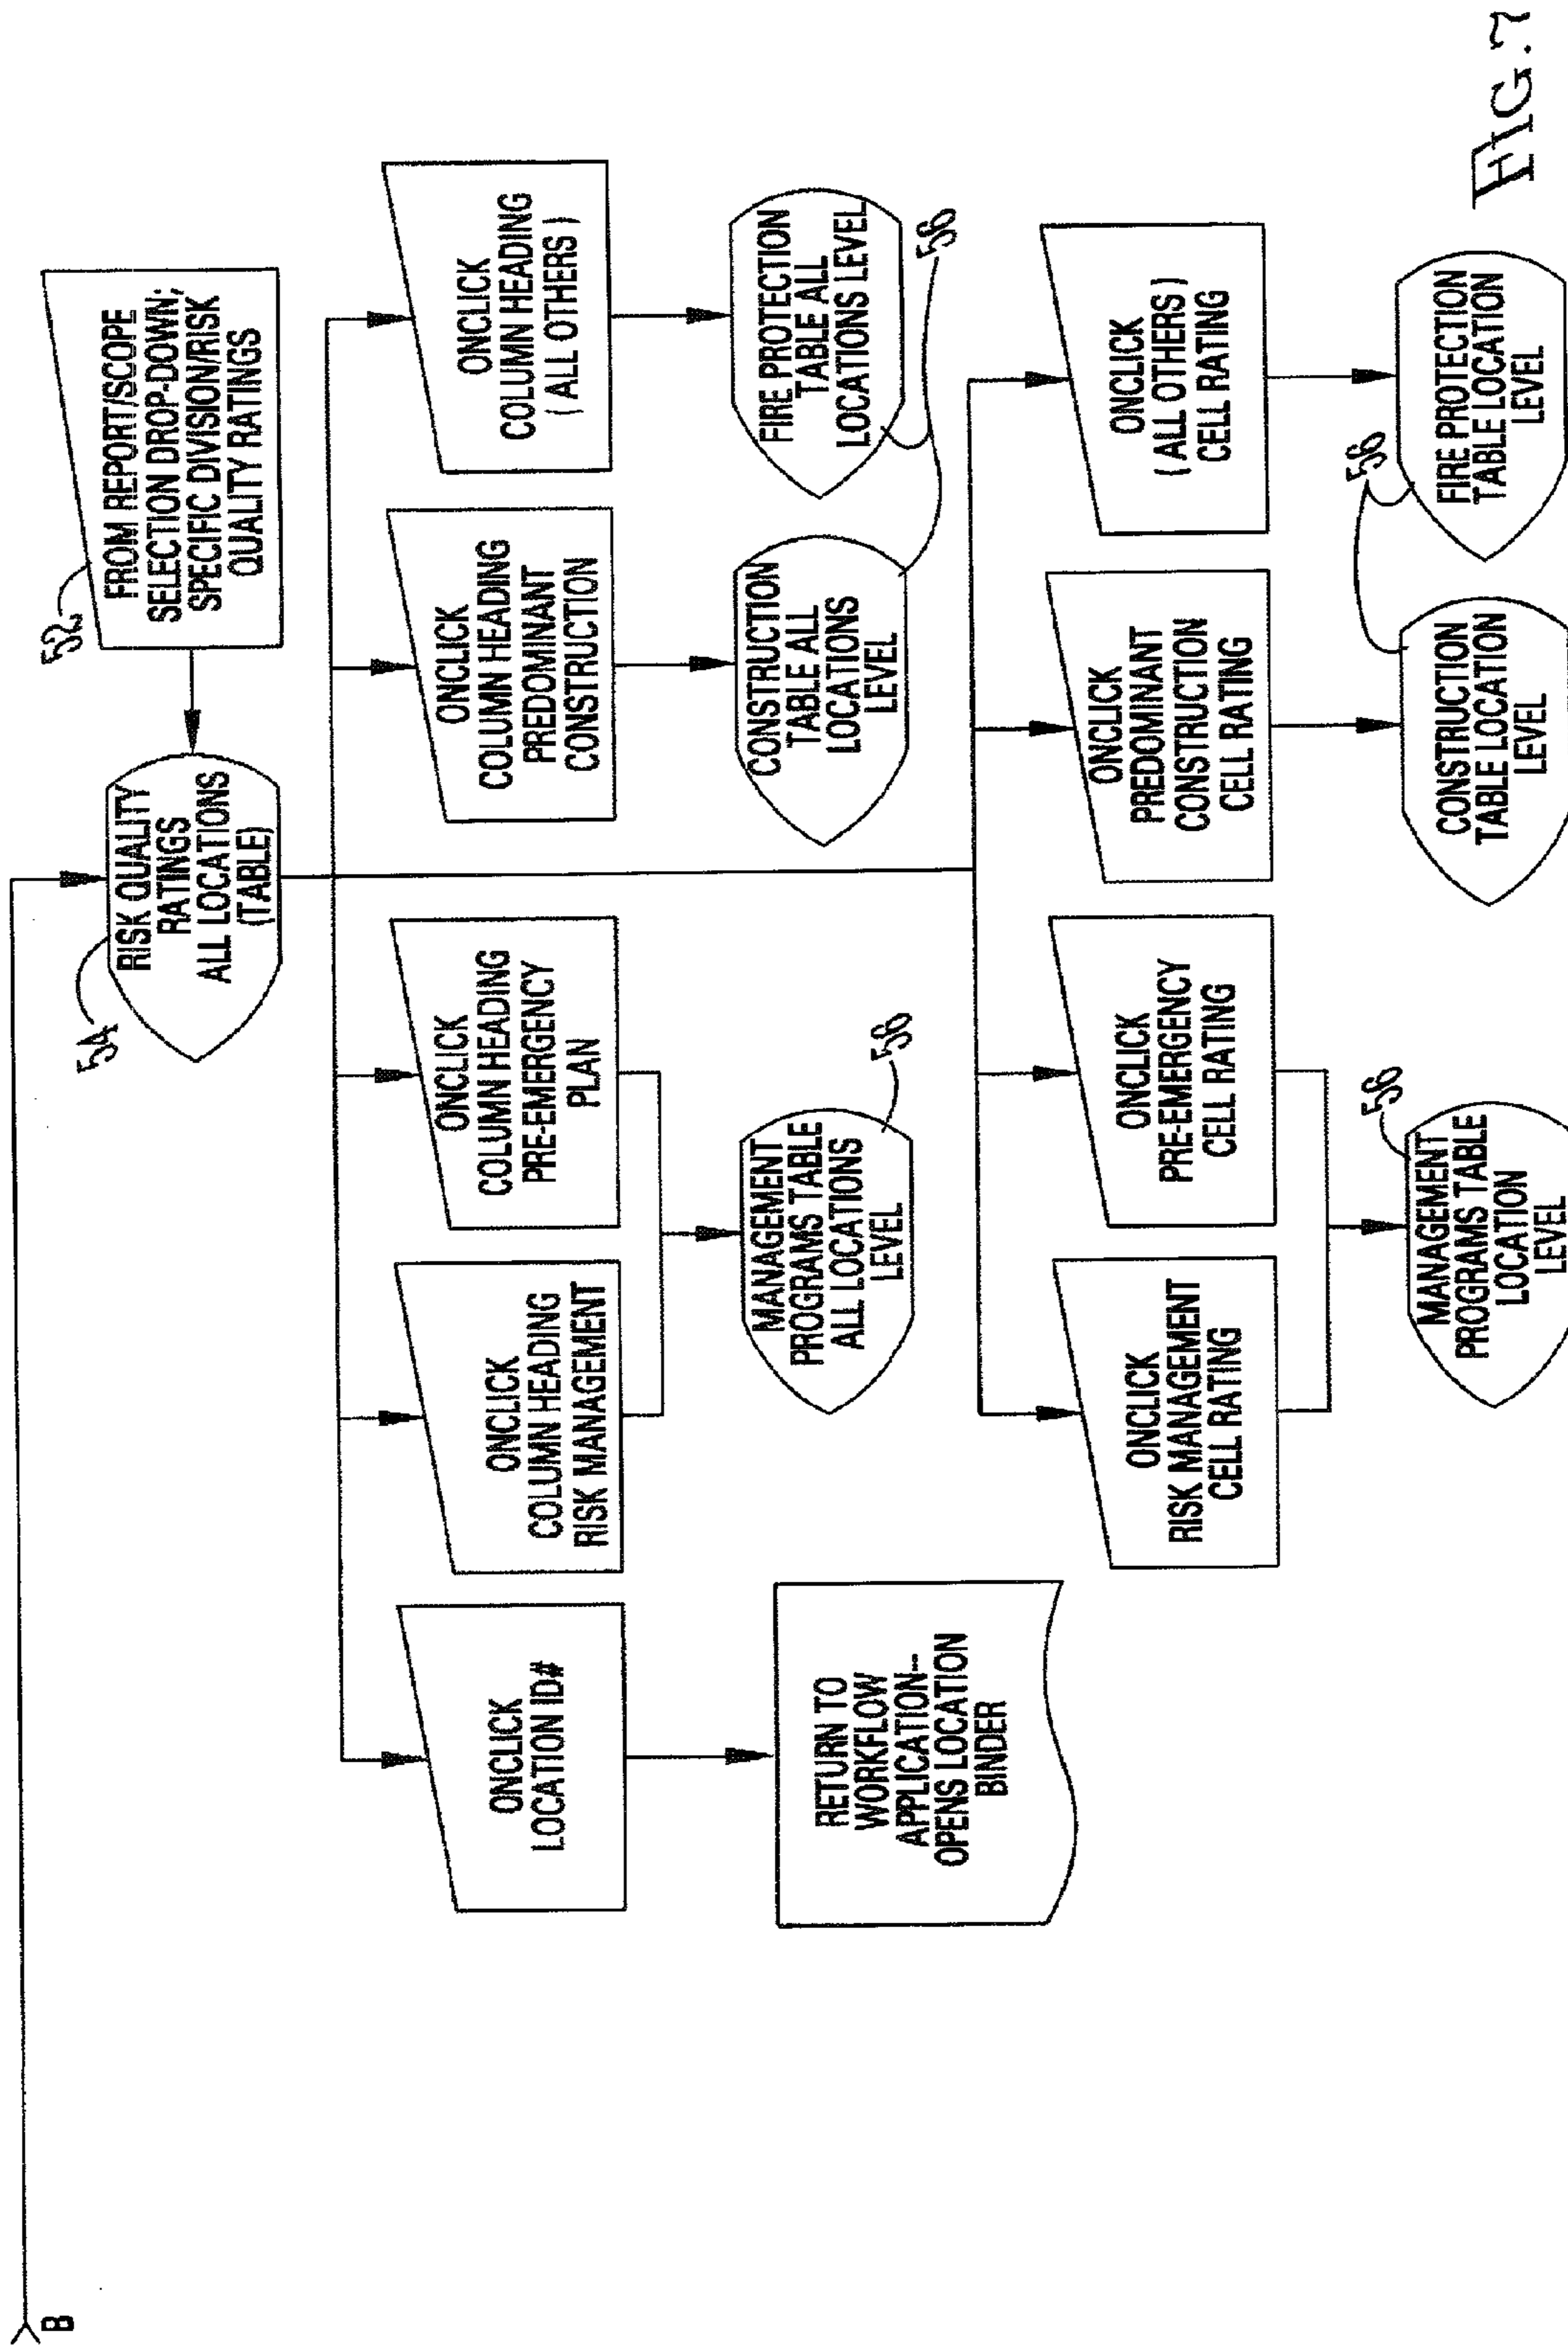 B
52
FROM REPORT/SCOPE
SELECTION DROP-DOWN;
SPECIFIC DIVISION/RISK
QUALITY RATINGS
54
RISK QUALITY
RATINGS
ALL LOCATIONS
(TABLE)
ONCLICK
LOCATION ID#
ONCLICK
COLUMN HEADING
RISK MANAGEMENT
ONCLICK
COLUMN HEADING
PRE-EMERGENCY
PLAN
ONCLICK
COLUMN HEADING
PREDOMINANT
CONSTRUCTION
ONCLICK
COLUMN HEADING
( ALL OTHERS )
RETURN TO
WORKFLOW
APPLICATION--
OPENS LOCATION
BINDER
MANAGEMENT
PROGRAMS TABLE
ALL LOCATIONS
LEVEL
56
CONSTRUCTION
TABLE ALL
LOCATIONS
LEVEL
FIRE PROTECTION
TABLE ALL
LOCATIONS LEVEL
56
ONCLICK
RISK MANAGEMENT
CELL RATING
ONCLICK
PRE-EMERGENCY
CELL RATING
ONCLICK
PREDOMINANT
CONSTRUCTION
CELL RATING
ONCLICK
( ALL OTHERS )
CELL RATING
MANAGEMENT
PROGRAMS TABLE
LOCATION
LEVEL
56
CONSTRUCTION
TABLE LOCATION
LEVEL
56
FIRE PROTECTION
TABLE LOCATION
LEVEL
FIG. 7